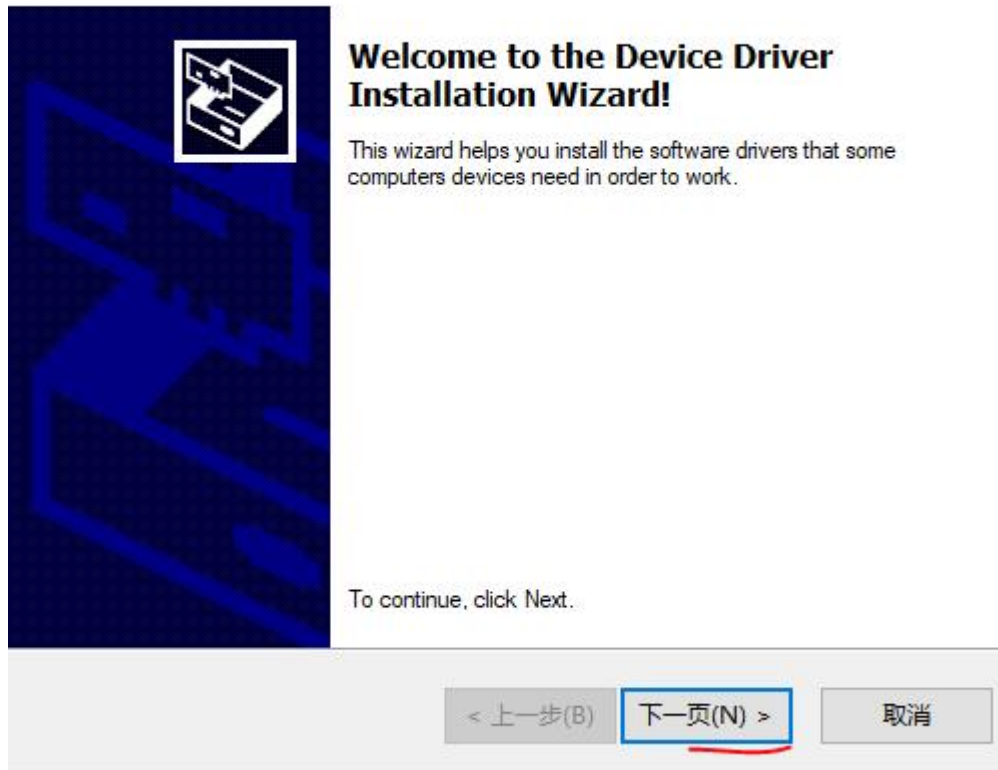 Welcome to the Device Driver
Installation Wizard!
This wizard helps you install the software drivers that some
computers devices need in order to work.
To continue, click Next.
< 上一步(B)
下一页(N) >
取消